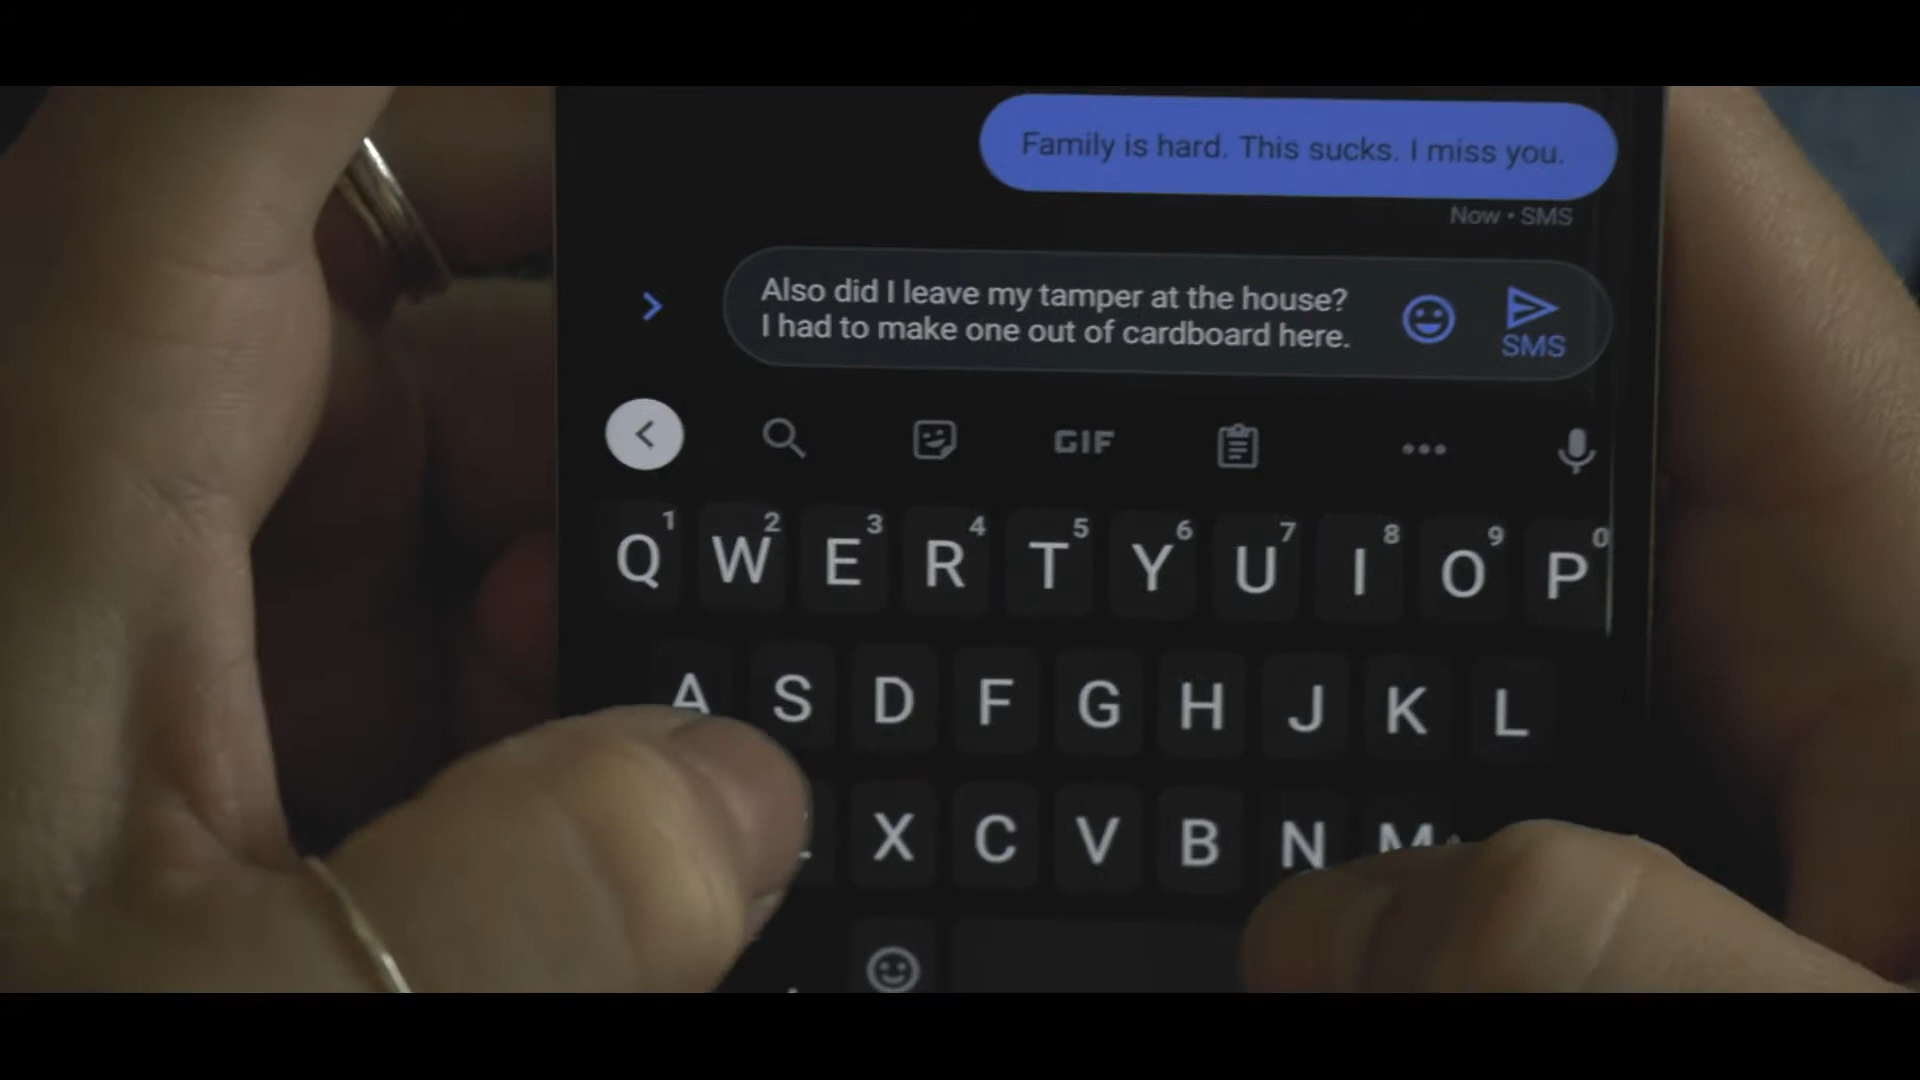 Family is hard. This sucks. I miss you.
Now • SMS
Also did I leave my tamper at the house?
I had to make one out of cardboard here.
SMS
GIF
1 2 3 4 5 6 7 8 9 0
Q W E R T Y U I O P
A S D F G H J K L
X C V B N M